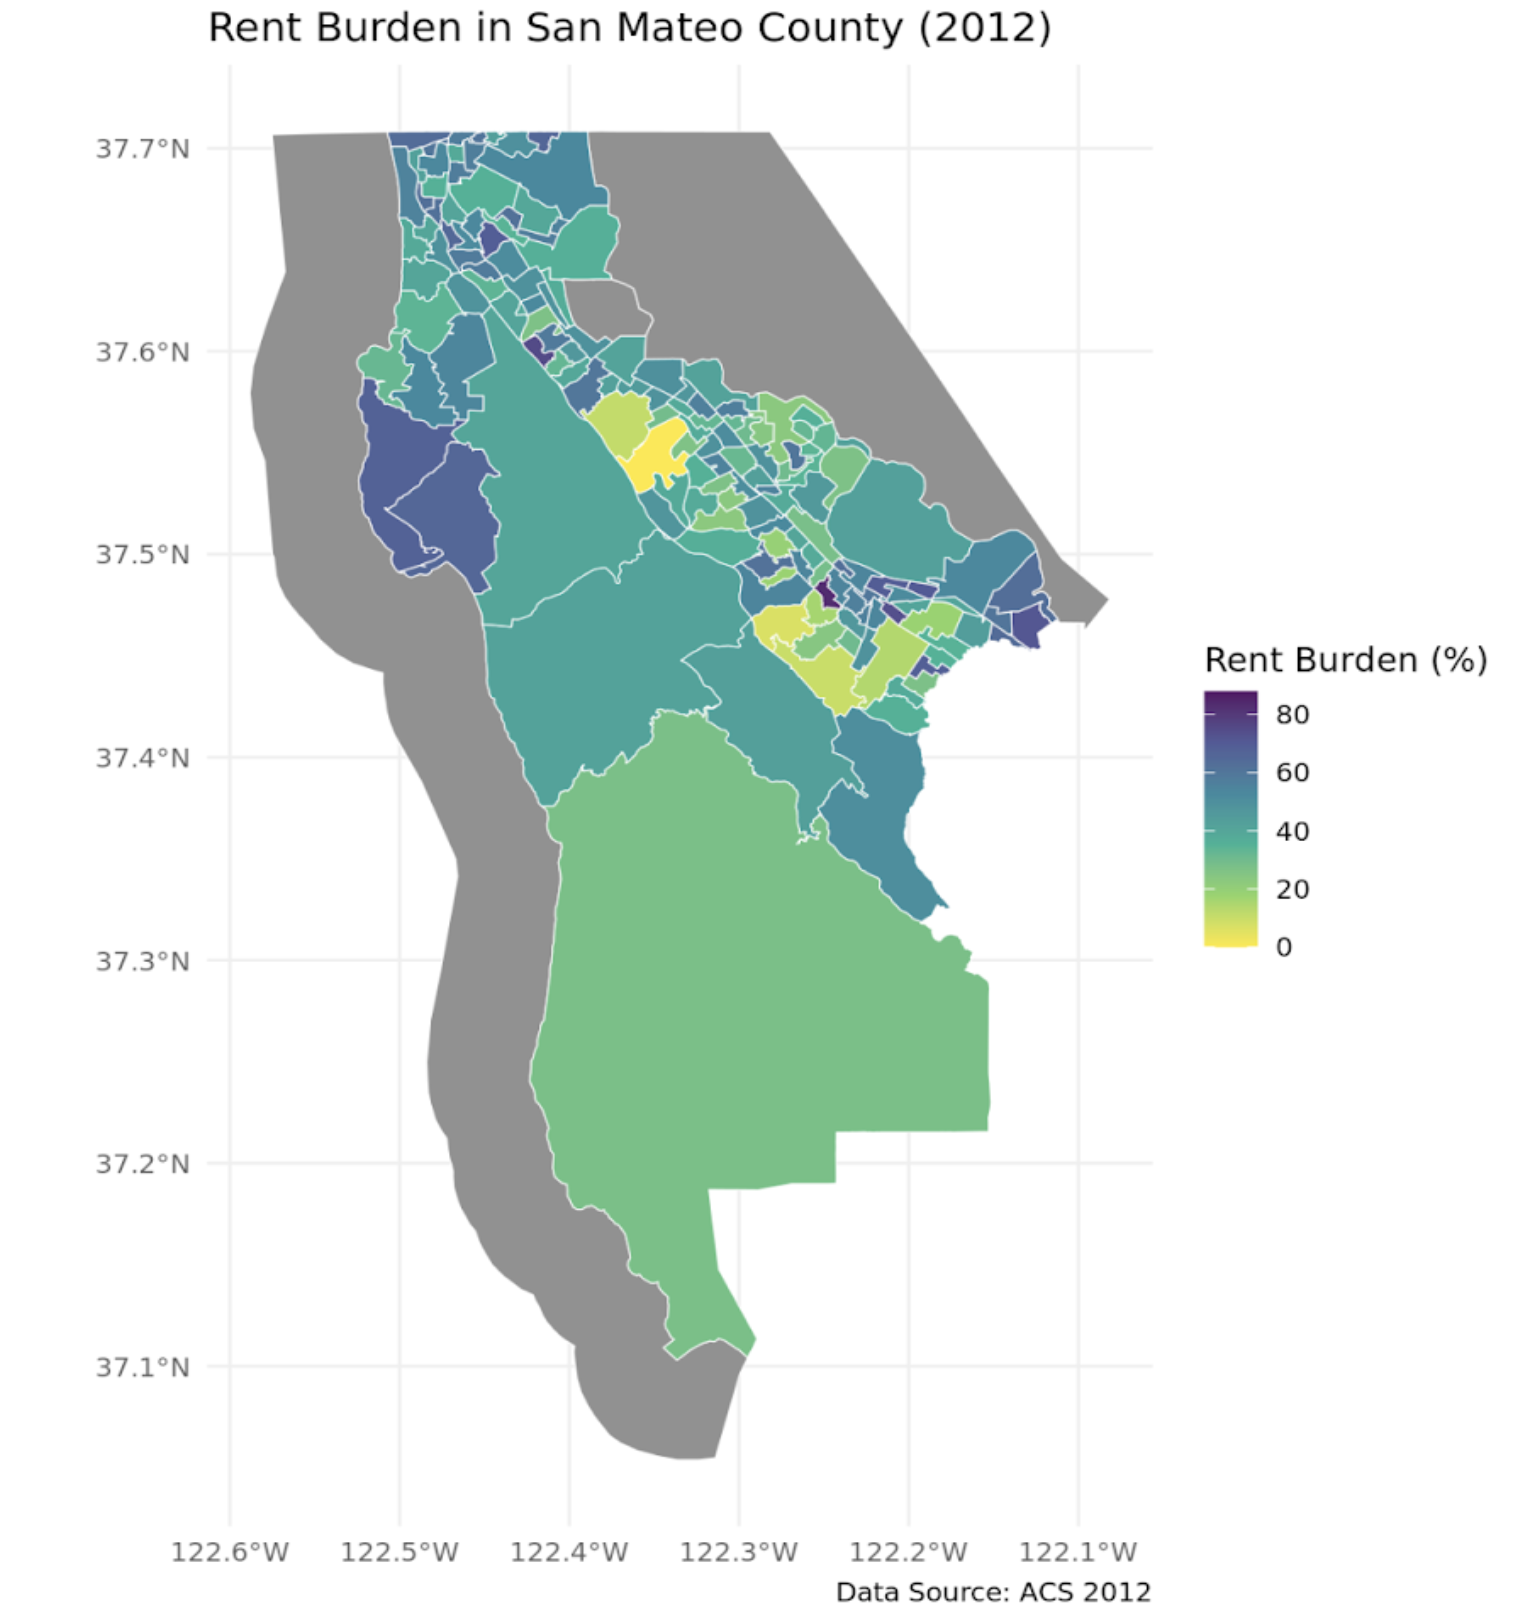 Rent Burden in San Mateo County (2012)
37.7°N
37.6°N
37.5°N
37.4°N
37.3°N
37.2°N
37.1°N
Rent Burden (%)
80
60
40
20
0
122.6°W 122.5°W 122.4°W 122.3°W 122.2°W 122.1°W
Data Source: ACS 2012